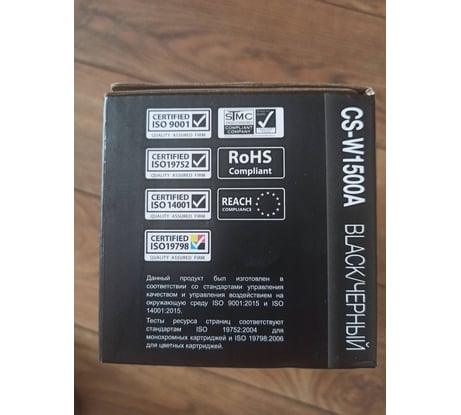 CERTIFIED
ISO 9001
QUALITY ASSURED FIRM
STMC
COMPLIANT
COMPANY
CERTIFIED
ISO19752
QUALITY ASSURED FIRM
RoHS
Compliant
CERTIFIED
ISO 14001
QUALITY ASSURED FIRM
REACH
COMPLIANCE
CERTIFIED
ISO19798
QUALITY ASSURED FIRM
Данный продукт был изготовлен в
соответствии со стандартами управления
качеством и управления воздействием на
окружающую среду ISO 9001:2015 и ISO
14001:2015.
Тесты ресурса страниц соответствуют
стандартам ISO 19752:2004 для
монохромных картриджей и ISO 19798:2006
для цветных картриджей.
CS-W1500A BLACK/ЧЕРНЫЙ